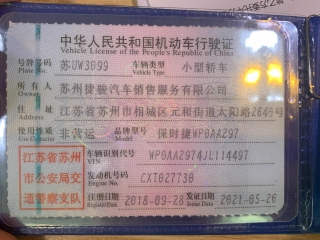 中华人民共和国机动车行驶证
Vehicle License of the People's Republic of China
号牌号码 苏UW3099 车辆类型 小型轿车
Plate No. Vehicle Type
所有人 苏州捷骏汽车销售服务有限公司
Owner
住址 江苏省苏州市相城区元和街道太阳路2649号
Address
使用性质 非营运 品牌型号 保时捷WP0AA297
Use Character Model
江苏省苏州
市公安局交
通警察支队
车辆识别代号 WP0AA2974JL114497
VIN
发动机号码 CXT027730
Engine No.
注册日期 2018-09-28 发证日期 2021-05-26
Register Date Issue Date